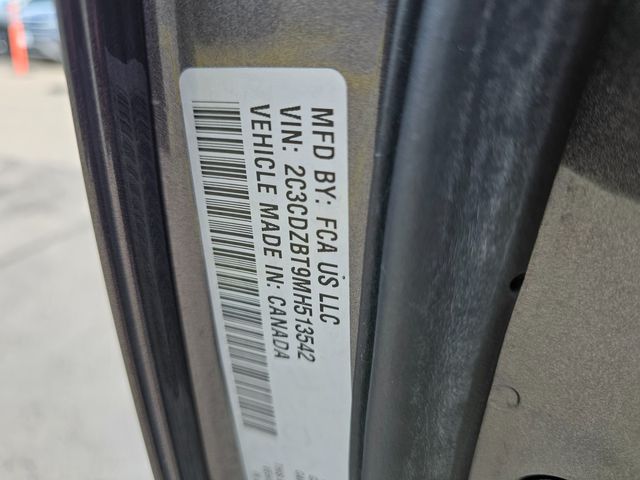 MFD BY: FCA US LLC
VIN: 2C3CDZBT9MH513542
VEHICLE MADE IN: CANADA